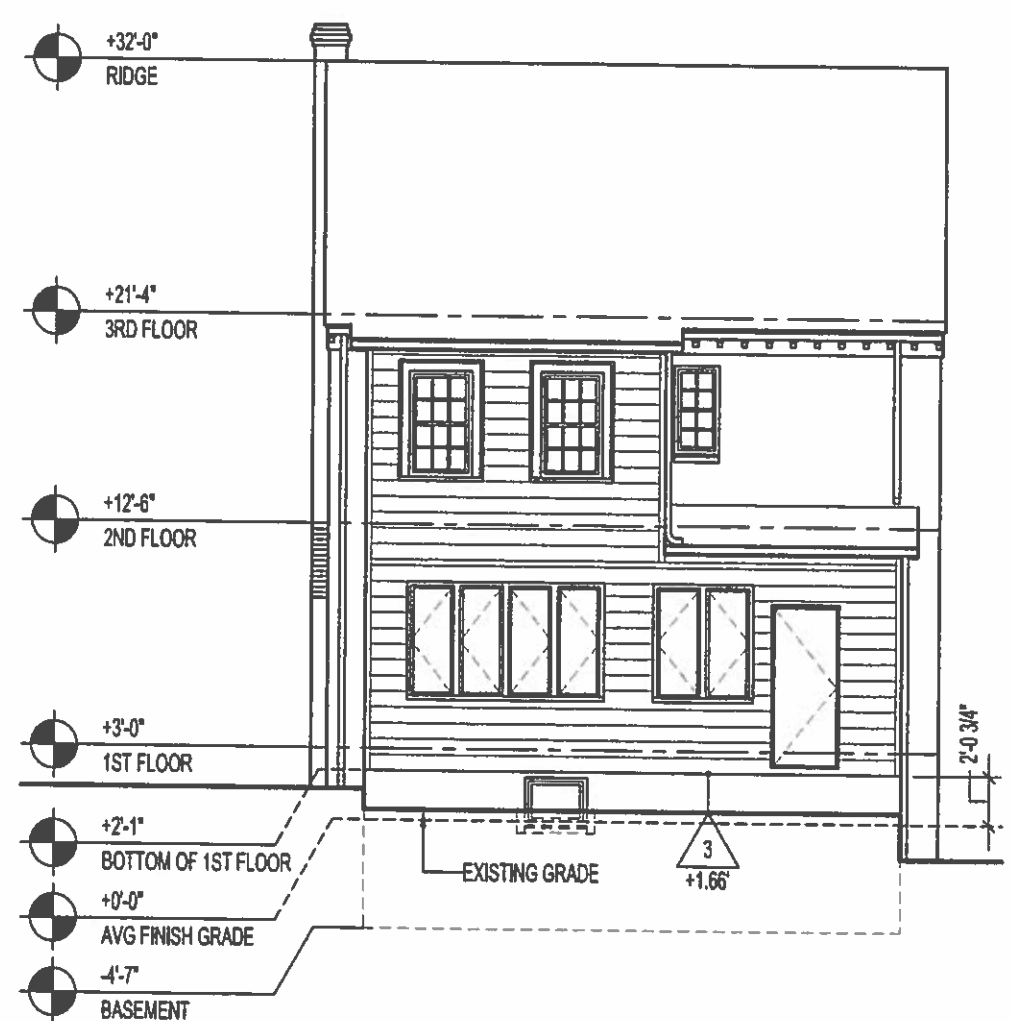 +32'-0"
RIDGE
+21'-4"
3RD FLOOR
+12'-6"
2ND FLOOR
+3'-0"
1ST FLOOR
2'-0 3/4"
+2'-1"
BOTTOM OF 1ST FLOOR
EXISTING GRADE
3
+1.66'
+0'-0"
AVG FINISH GRADE
-4'-7"
BASEMENT